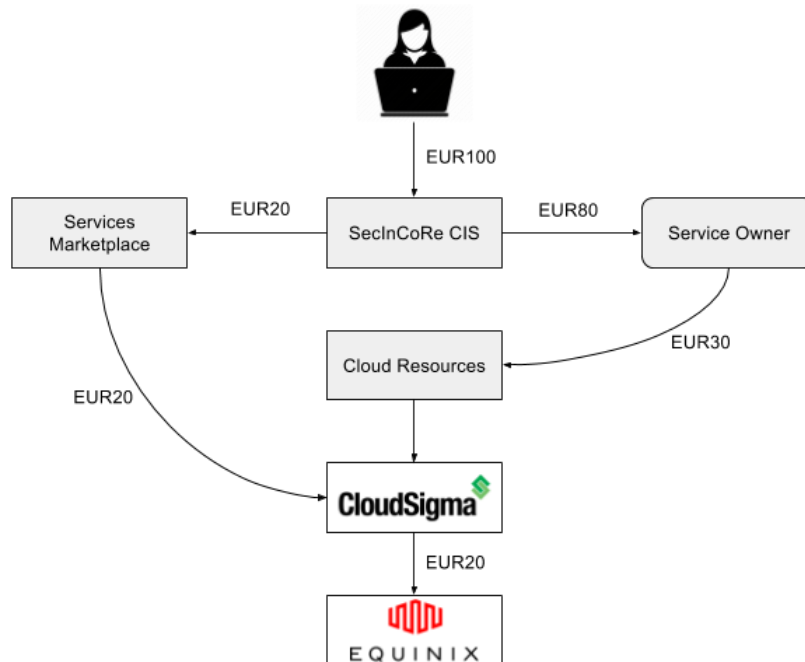 EUR100
EUR20
EUR80
Services
Marketplace
SecInCoRe CIS
Service Owner
EUR30
Cloud Resources
EUR20
CloudSigma
EUR20
EQUINIX